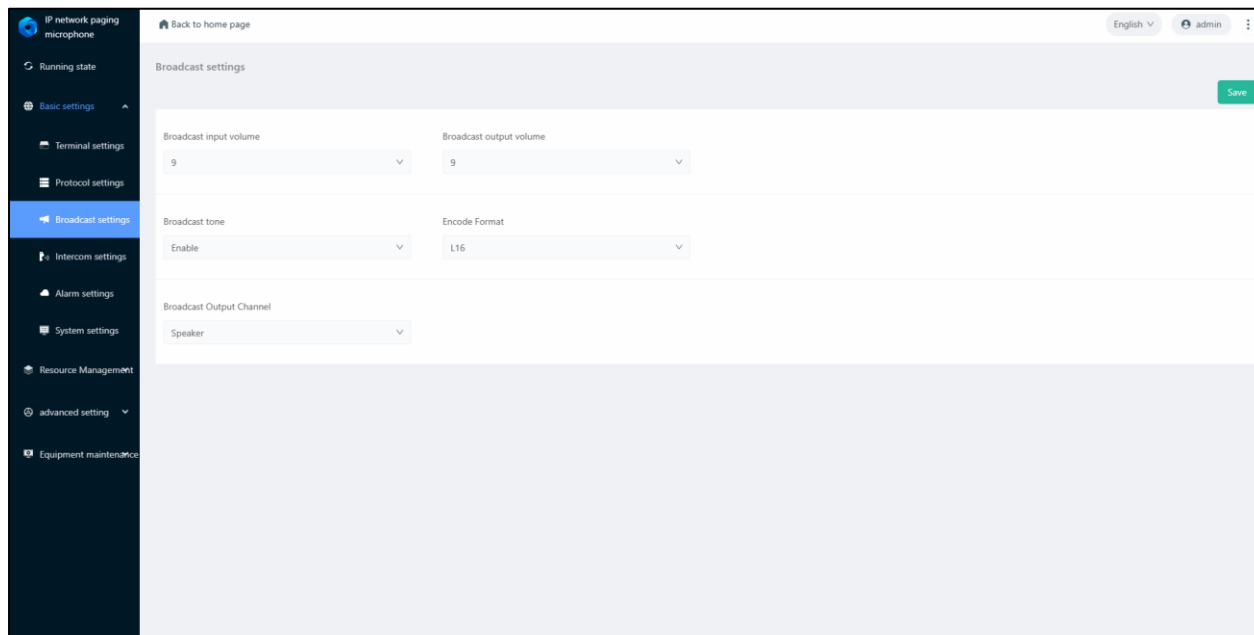 IP network paging
microphone
Back to home page
English
admin
Running state
Broadcast settings
Save
Basic settings
Terminal settings
Protocol settings
Broadcast settings
Intercom settings
Alarm settings
System settings
Resource Management
advanced setting
Equipment maintenance
Broadcast input volume
Broadcast output volume
9
9
Broadcast tone
Encode Format
Enable
L16
Broadcast Output Channel
Speaker